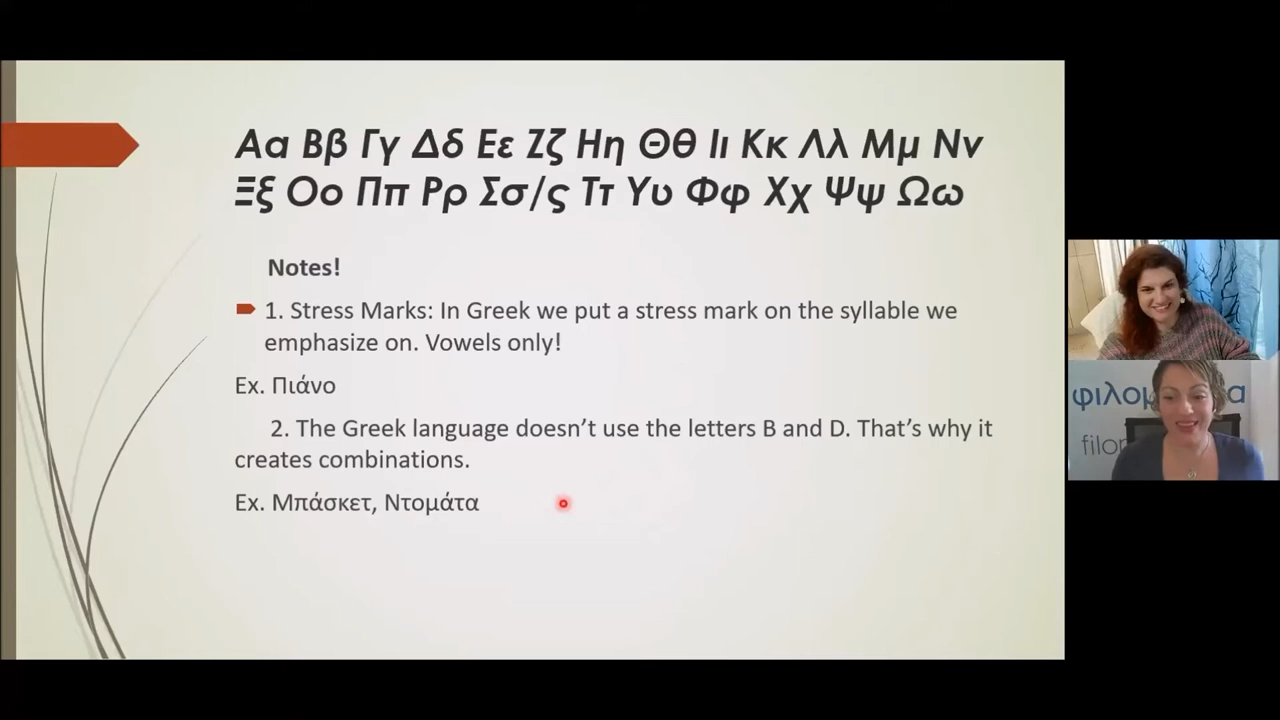 Αα Ββ Γγ Δδ Εε Ζζ Ηη Θθ Ιι Κκ Λλ Μμ Νν
Ξξ Οο Ππ Ρρ Σσ/ς Ττ Υυ Φφ Χχ Ψψ Ωω
Notes!
1. Stress Marks: In Greek we put a stress mark on the syllable we
emphasize on. Vowels only!
Ex. Πιάνο
2. The Greek language doesn’t use the letters B and D. That’s why it
creates combinations.
Ex. Μπάσκετ, Ντομάτα